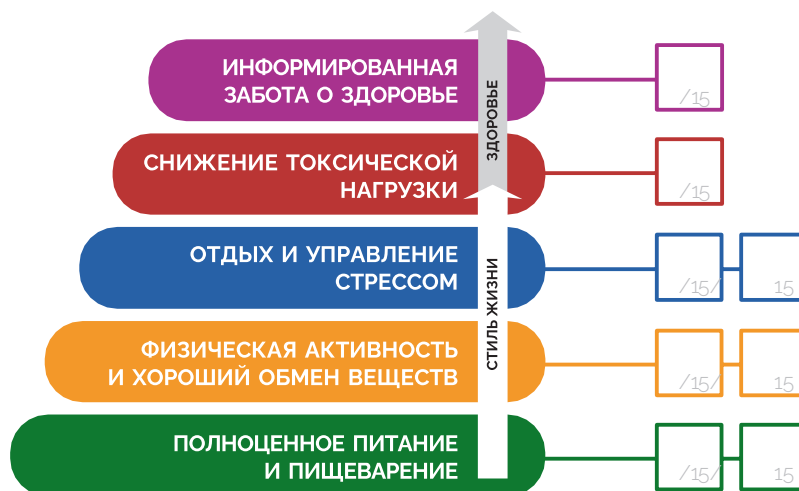 ИНФОРМИРОВАННАЯ
ЗАБОТА О ЗДОРОВЬЕ
/15
ЗДОРОВЬЕ
СНИЖЕНИЕ ТОКСИЧЕСКОЙ
НАГРУЗКИ
/15
ОТДЫХ И УПРАВЛЕНИЕ
СТРЕССОМ
/15/ 15
СТИЛЬ ЖИЗНИ
ФИЗИЧЕСКАЯ АКТИВНОСТЬ
И ХОРОШИЙ ОБМЕН ВЕЩЕСТВ
/15/ 15
ПОЛНОЦЕННОЕ ПИТАНИЕ
И ПИЩЕВАРЕНИЕ
/15/ 15